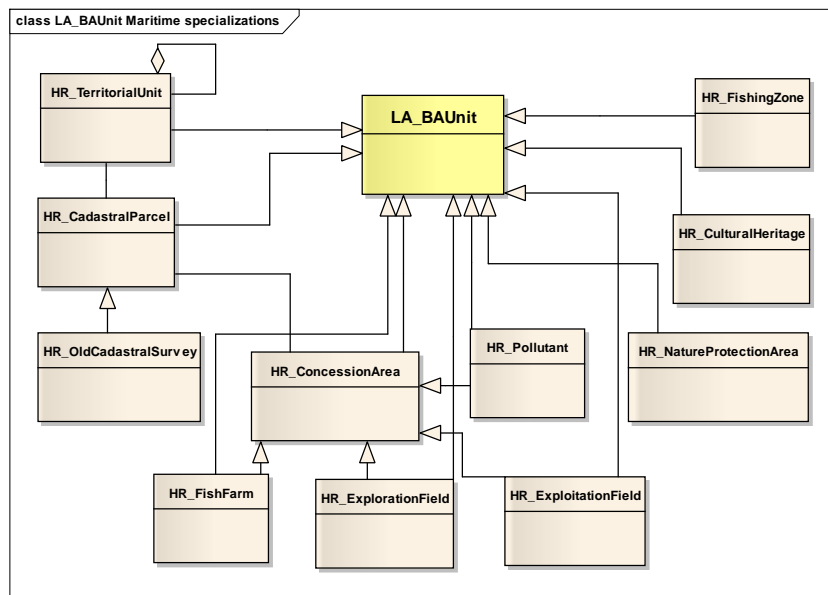 class LA_BAUnit Maritime specializations
HR_TerritorialUnit
LA_BAUnit
HR_FishingZone
HR_CadastralParcel
HR_CulturalHeritage
HR_OldCadastralSurvey
HR_ConcessionArea
HR_Pollutant
HR_NatureProtectionArea
HR_FishFarm
HR_ExplorationField
HR_ExploitationField